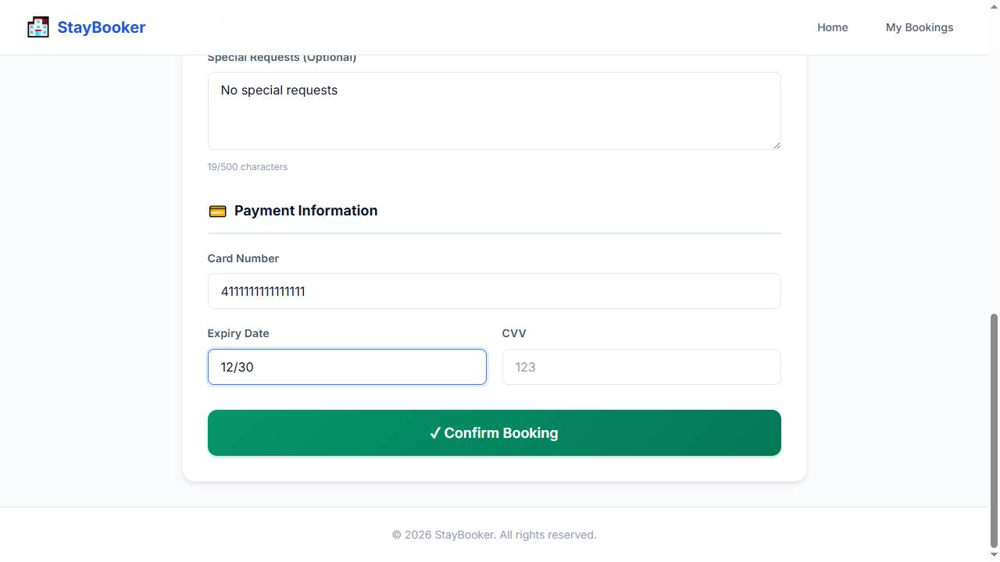 StayBooker
Home
My Bookings
Special Requests (Optional)
No special requests
19/500 characters
Payment Information
Card Number
4111111111111111
Expiry Date
CVV
12/30
123
✓ Confirm Booking
© 2026 StayBooker. All rights reserved.